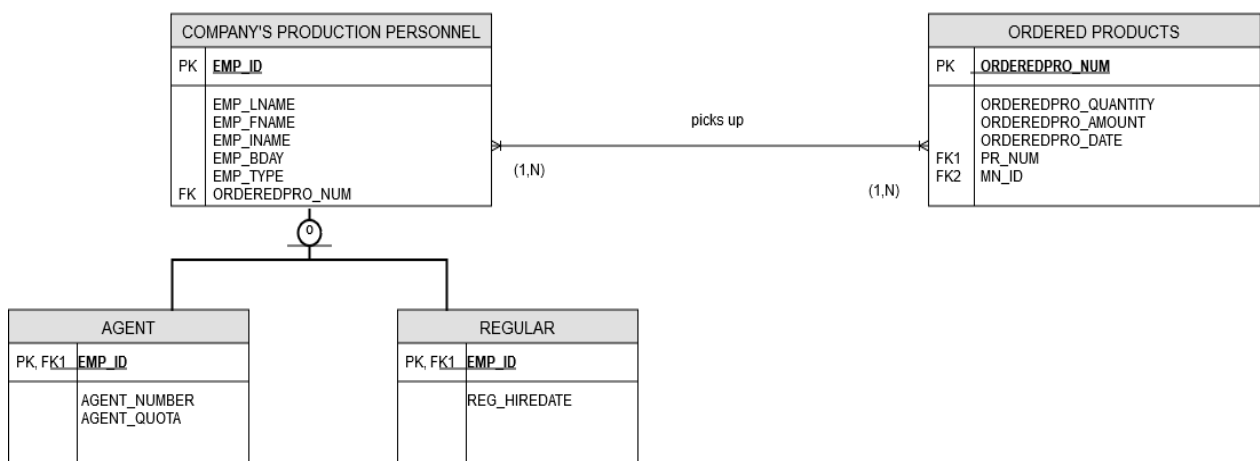 COMPANY'S PRODUCTION PERSONNEL
PK EMP_ID
EMP_LNAME
EMP_FNAME
EMP_INAME
EMP_BDAY
EMP_TYPE
FK ORDEREDPRO_NUM
picks up
(1,N)
(1,N)
ORDERED PRODUCTS
PK ORDEREDPRO_NUM
ORDEREDPRO_QUANTITY
ORDEREDPRO_AMOUNT
ORDEREDPRO_DATE
FK1 PR_NUM
FK2 MN_ID
0
AGENT
PK, FK1 EMP_ID
AGENT_NUMBER
AGENT_QUOTA
REGULAR
PK, FK1 EMP_ID
REG_HIREDATE